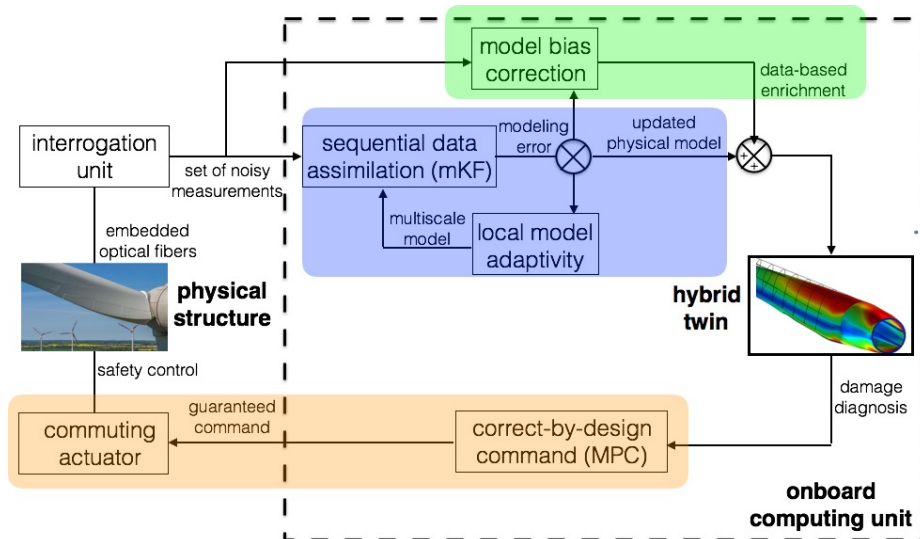 model bias
correction
data-based
enrichment
interrogation
unit
set of noisy
measurements
sequential data
assimilation (mKF)
modeling
error
updated
physical model
+
+
multiscale
model
local model
adaptivity
embedded
optical fibers
physical
structure
hybrid
twin
safety control
damage
diagnosis
guaranteed
command
commuting
actuator
correct-by-design
command (MPC)
onboard
computing unit